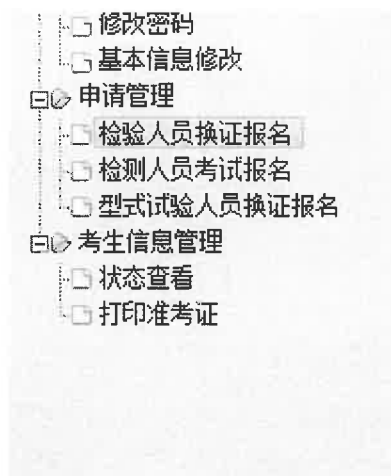 修改密码
基本信息修改
申请管理
检验人员换证报名
检测人员考试报名
型式试验人员换证报名
考生信息管理
状态查看
打印准考证